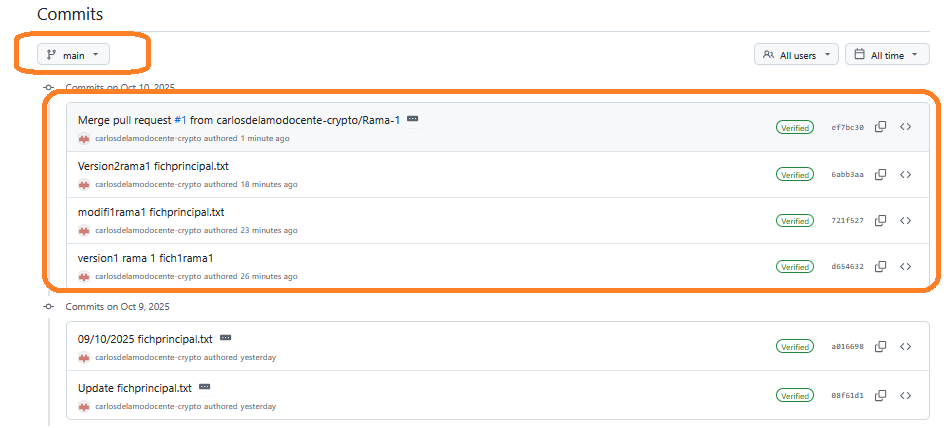 Commits
main
All users
All time
Commits on Oct 10, 2025
Merge pull request #1 from carlosdelamodocente-crypto/Rama-1
carlosdelamodocente-crypto authored 1 minute ago
Verified
ef7bc30
Version2rama1 fichprincipal.txt
carlosdelamodocente-crypto authored 18 minutes ago
Verified
6abb3aa
modifi1rama1 fichprincipal.txt
carlosdelamodocente-crypto authored 23 minutes ago
Verified
721f527
version1 rama 1 fich1rama1
carlosdelamodocente-crypto authored 26 minutes ago
Verified
d654632
Commits on Oct 9, 2025
09/10/2025 fichprincipal.txt
carlosdelamodocente-crypto authored yesterday
Verified
a016698
Update fichprincipal.txt
carlosdelamodocente-crypto authored yesterday
Verified
08f61d1